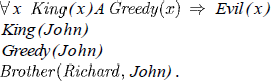 ∀x King(x) A Greedy(x) ⇒ Evil(x)
King(John)
Greedy(John)
Brother(Richard, John).